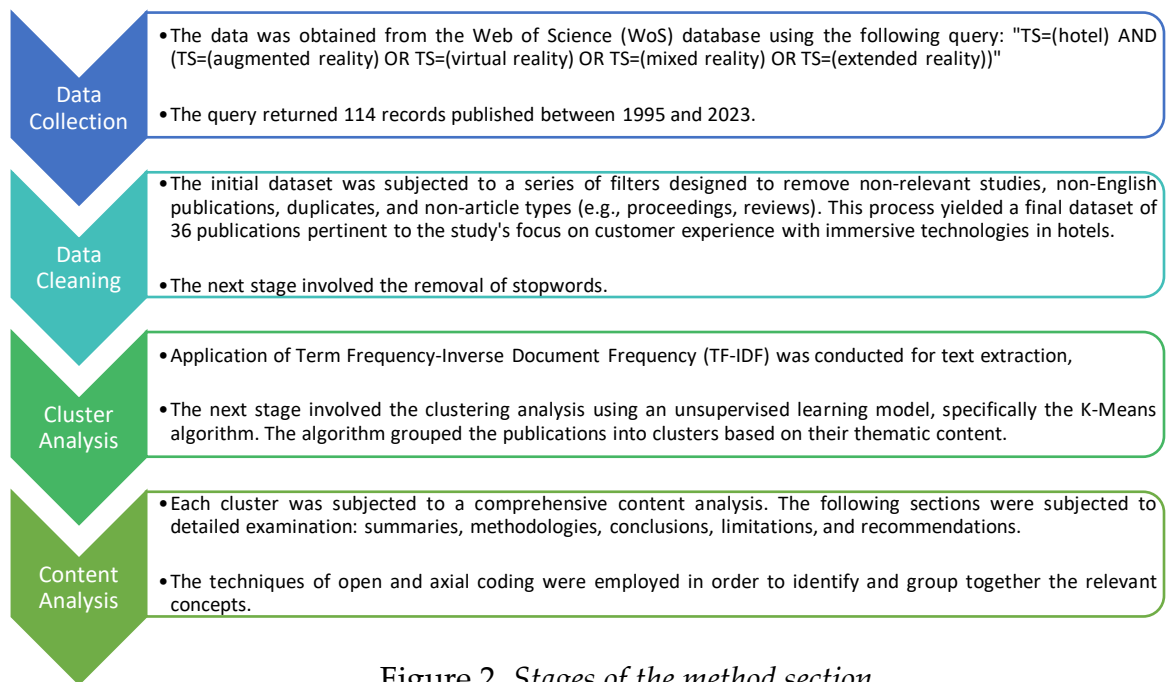 Data
Collection
•The data was obtained from the Web of Science (WoS) database using the following query: "TS=(hotel) AND
(TS=(augmented reality) OR TS=(virtual reality) OR TS=(mixed reality) OR TS=(extended reality))"
•The query returned 114 records published between 1995 and 2023.
Data
Cleaning
•The initial dataset was subjected to a series of filters designed to remove non-relevant studies, non-English
publications, duplicates, and non-article types (e.g., proceedings, reviews). This process yielded a final dataset of
36 publications pertinent to the study's focus on customer experience with immersive technologies in hotels.
•The next stage involved the removal of stopwords.
Cluster
Analysis
•Application of Term Frequency-Inverse Document Frequency (TF-IDF) was conducted for text extraction,
•The next stage involved the clustering analysis using an unsupervised learning model, specifically the K-Means
algorithm. The algorithm grouped the publications into clusters based on their thematic content.
Content
Analysis
•Each cluster was subjected to a comprehensive content analysis. The following sections were subjected to
detailed examination: summaries, methodologies, conclusions, limitations, and recommendations.
•The techniques of open and axial coding were employed in order to identify and group together the relevant
concepts.
Figure 2. Stages of the method section